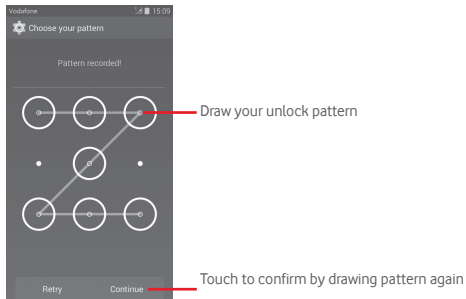 Vodafone 15:09
Choose your pattern
Pattern recorded!
Draw your unlock pattern
Retry Continue
Touch to confirm by drawing pattern again